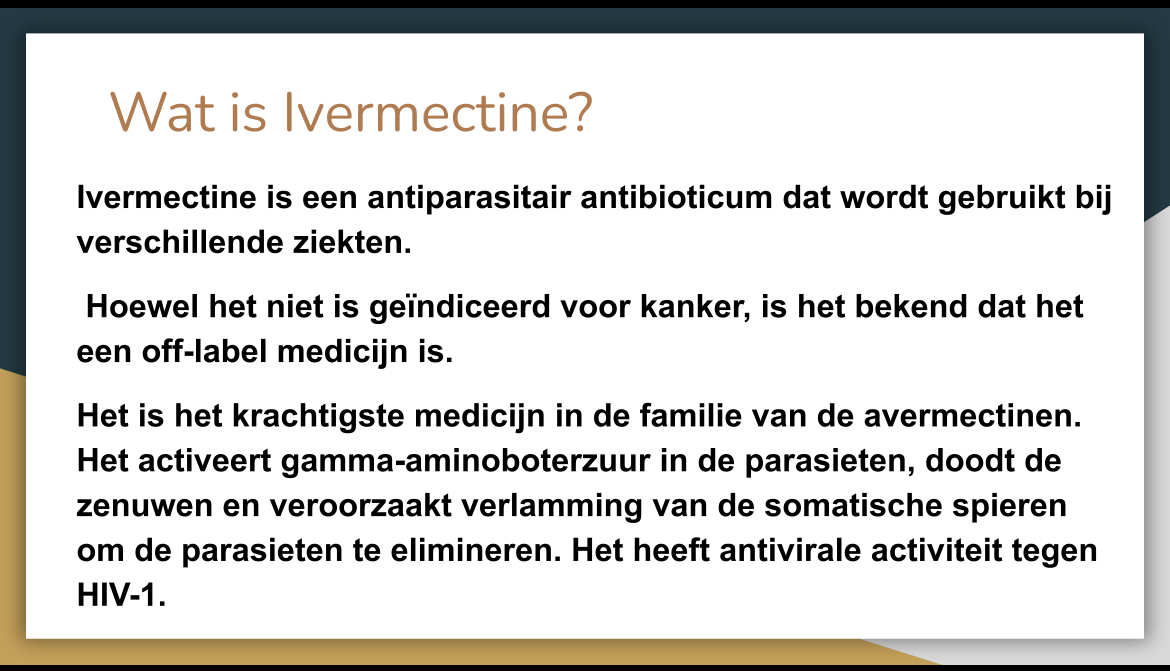 Wat is Ivermectine?
Ivermectine is een antiparasitair antibioticum dat wordt gebruikt bij
verschillende ziekten.
Hoewel het niet is geïndiceerd voor kanker, is het bekend dat het
een off-label medicijn is.
Het is het krachtigste medicijn in de familie van de avermectinen.
Het activeert gamma-aminoboterzuur in de parasieten, doodt de
zenuwen en veroorzaakt verlamming van de somatische spieren
om de parasieten te elimineren. Het heeft antivirale activiteit tegen
HIV-1.